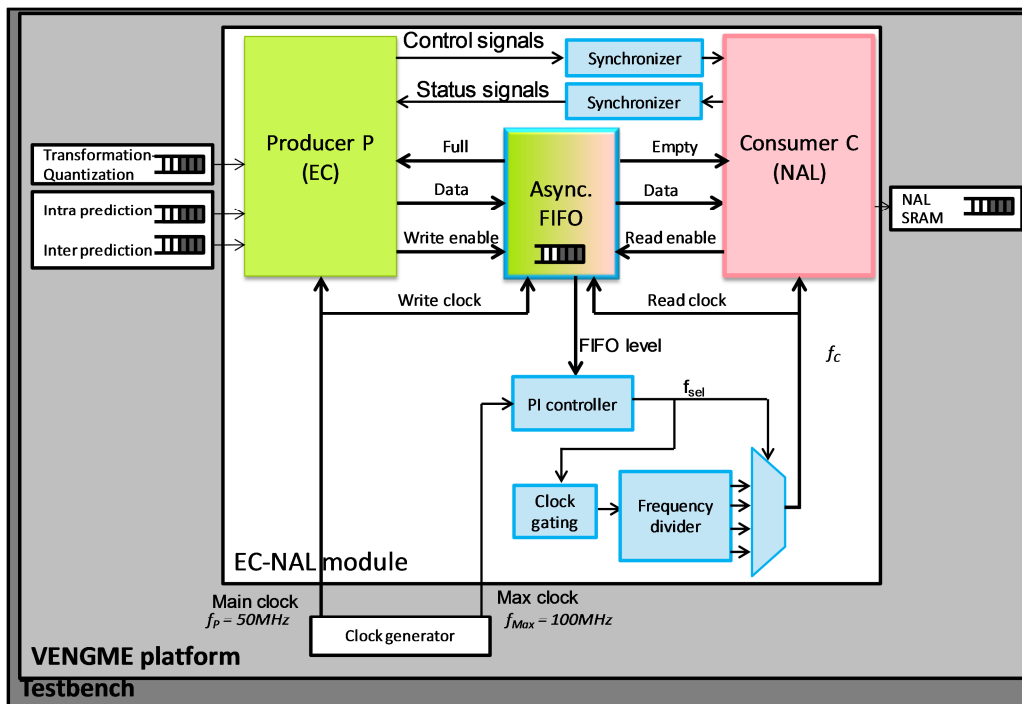 Control signals
Synchronizer
Status signals
Synchronizer
Producer P
(EC)
Consumer C
(NAL)
Transformation
Quantization
Full
Empty
Async.
FIFO
Data
Data
Intra prediction
Inter prediction
NAL
SRAM
Write enable
Read enable
Write clock
Read clock
FIFO level
fC
PI controller
fsel
Clock
gating
Frequency
divider
EC-NAL module
Main clock
fP = 50MHz
Max clock
fMax = 100MHz
Clock generator
VENGME platform
Testbench